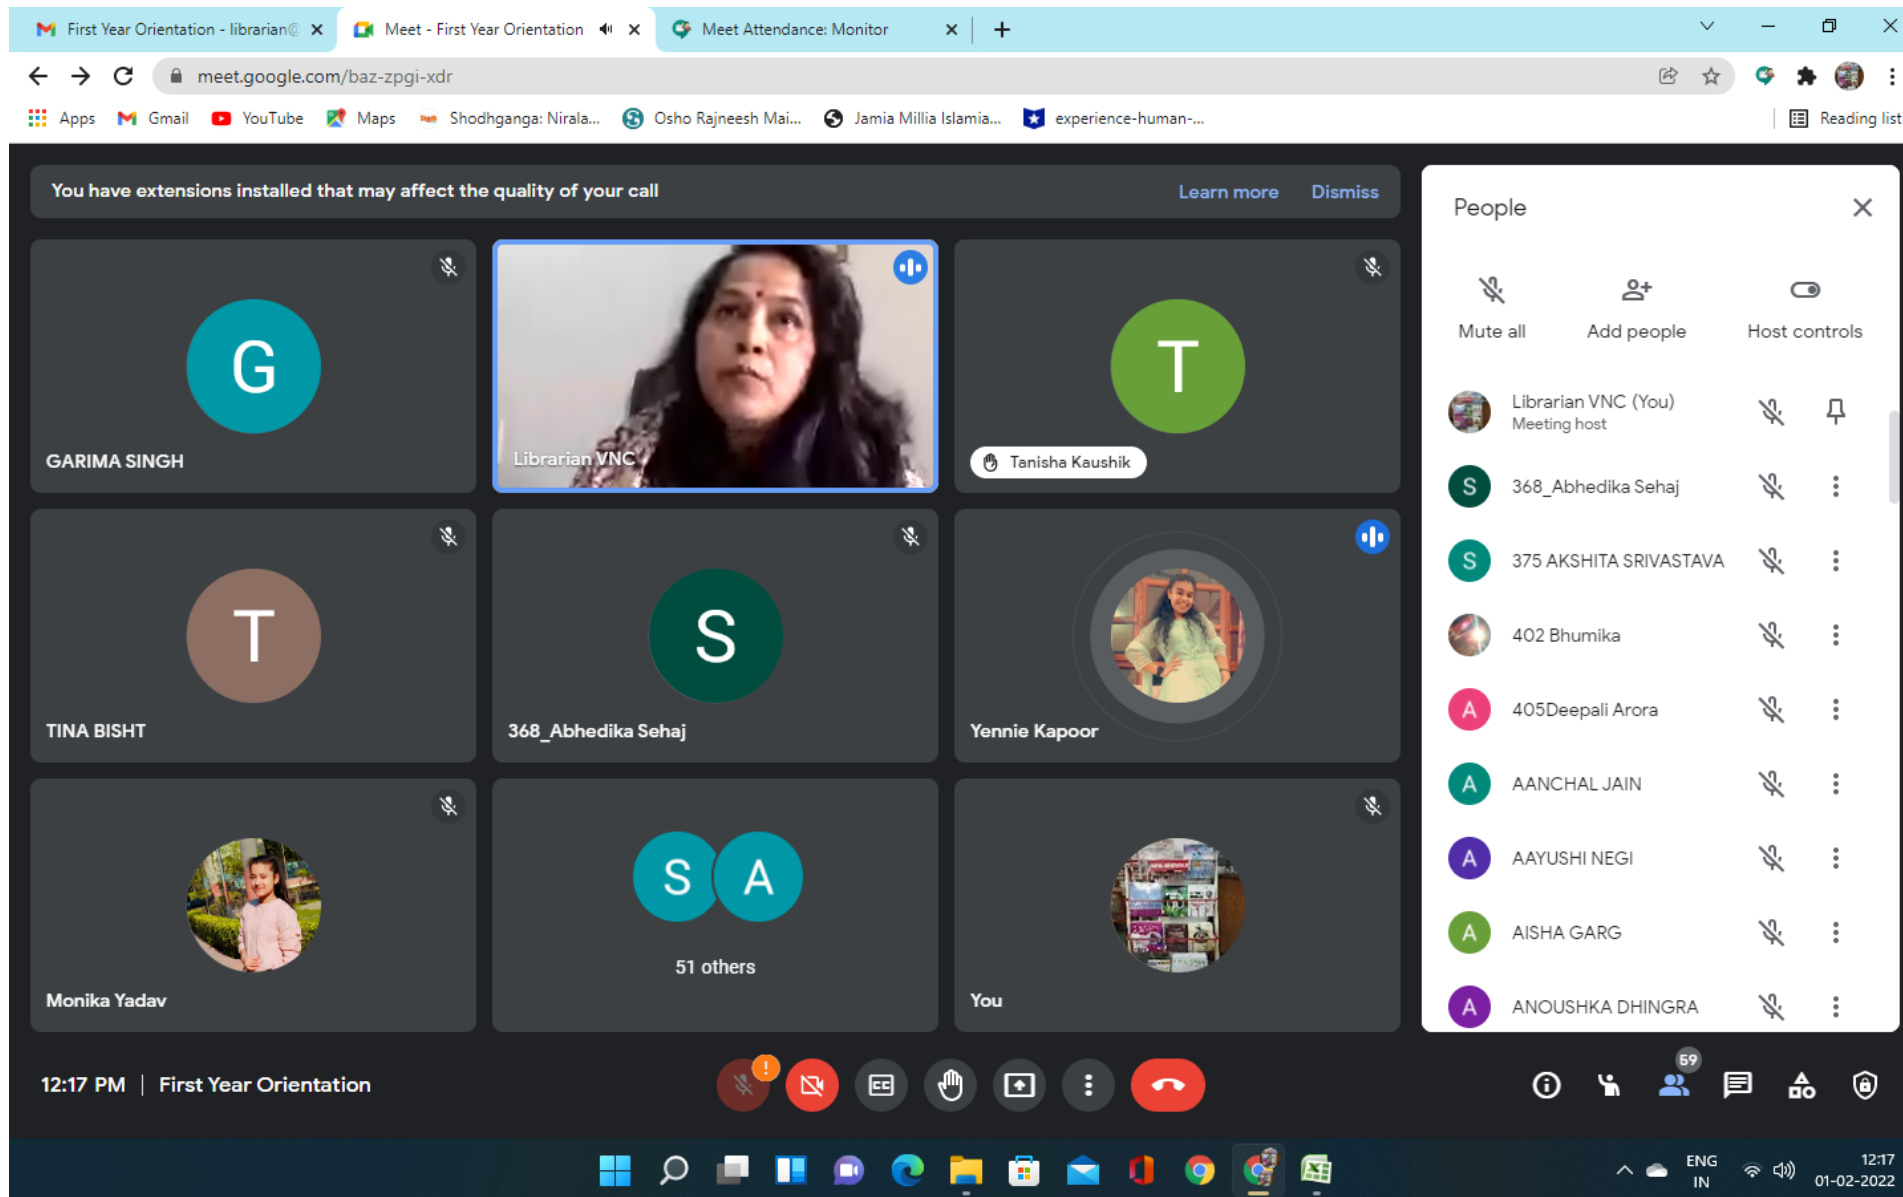 First Year Orientation - librarian@
Meet - First Year Orientation
Meet Attendance: Monitor
meet.google.com/baz-zpgi-xdr
Apps
Gmail
YouTube
Maps
Shodhganga: Nirala...
Osho Rajneesh Mai...
Jamia Millia Islamia...
experience-human-...
Reading list
You have extensions installed that may affect the quality of your call
Learn more
Dismiss
G
GARIMA SINGH
Librarian VNC
T
Tanisha Kaushik
T
TINA BISHT
S
368_Abhedika Sehaj
Yennie Kapoor
Monika Yadav
S A
51 others
You
People
Mute all
Add people
Host controls
Librarian VNC (You)
Meeting host
S 368_Abhedika Sehaj
S 375 AKSHITA SRIVASTAVA
402 Bhumika
A 405Deepali Arora
A AANCHAL JAIN
A AAYUSHI NEGI
A AISHA GARG
A ANOUSHKA DHINGRA
12:17 PM | First Year Orientation
!
CC
59
ENG
IN
12:17
01-02-2022